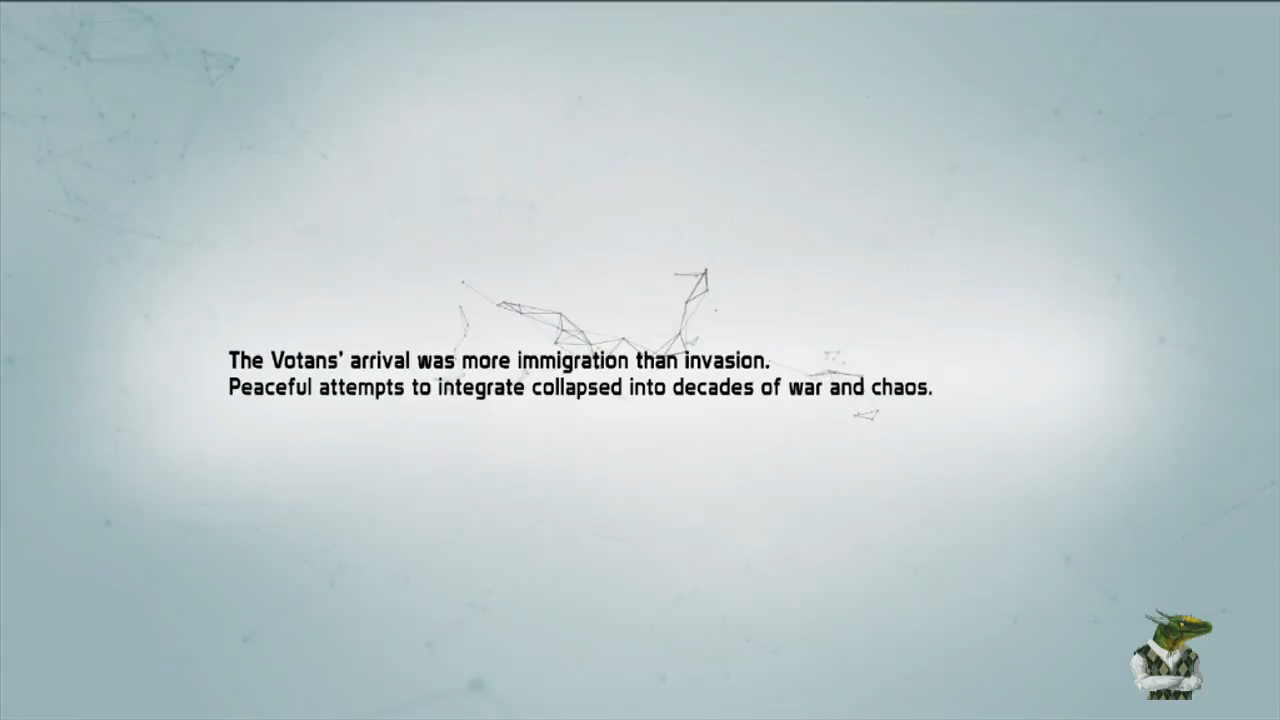 The Votans' arrival was more immigration than invasion.
Peaceful attempts to integrate collapsed into decades of war and chaos.